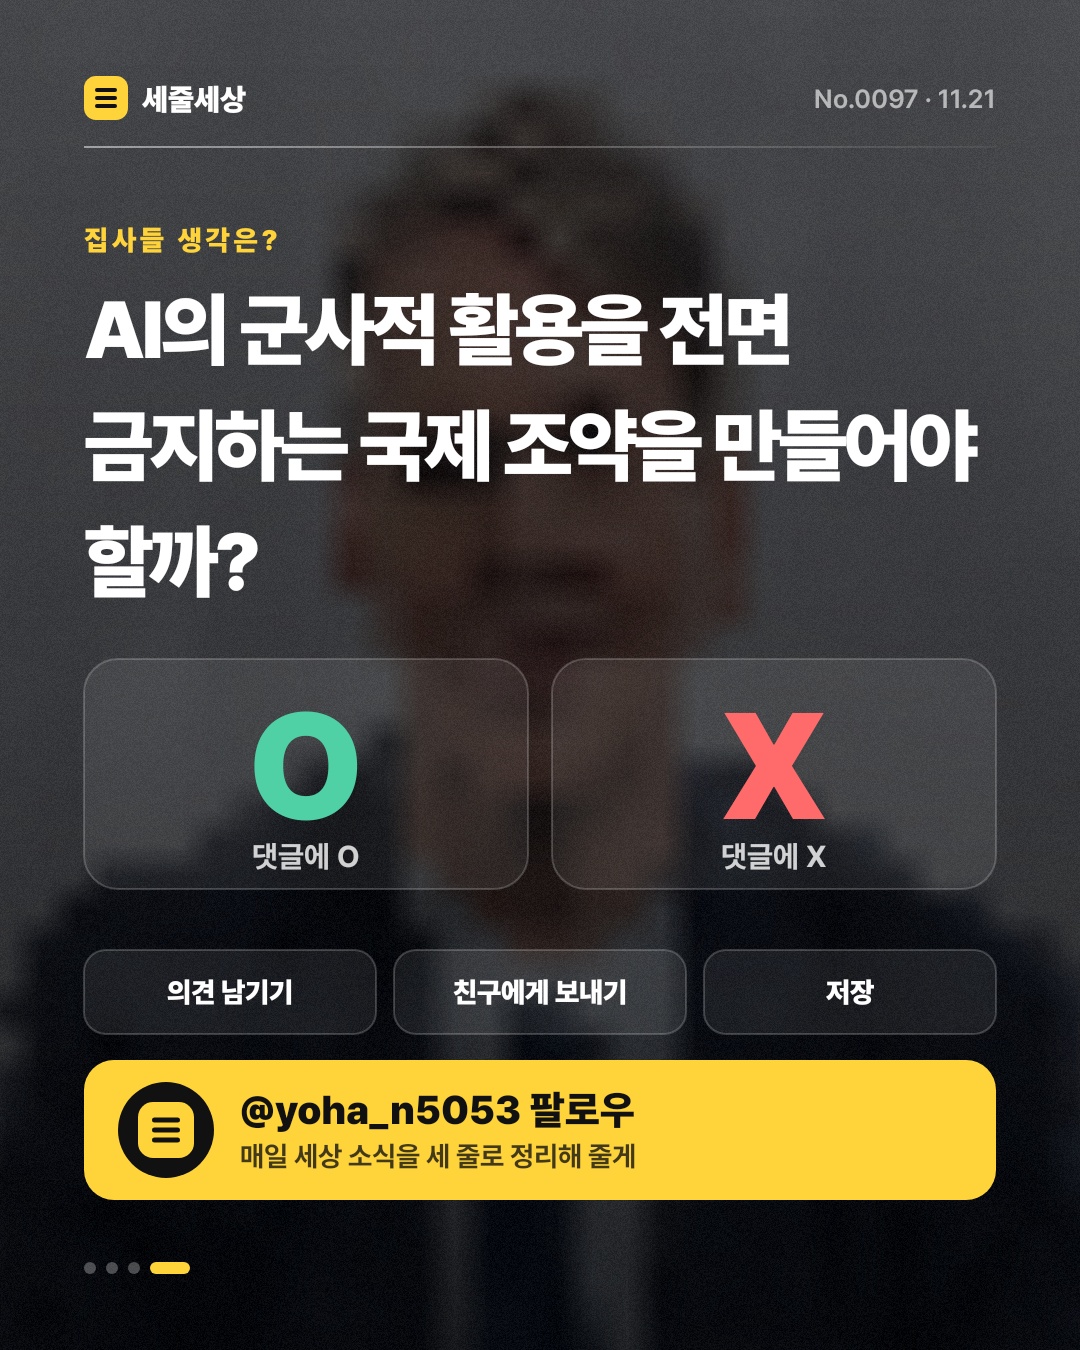 세줄세상
No.0097 · 11.21
집사들 생각은?
AI의 군사적 활용을 전면
금지하는 국제 조약을 만들어야
할까?
O
댓글에 O
X
댓글에 X
의견 남기기
친구에게 보내기
저장
@yoha_n5053 팔로우
매일 세상 소식을 세 줄로 정리해 줄게